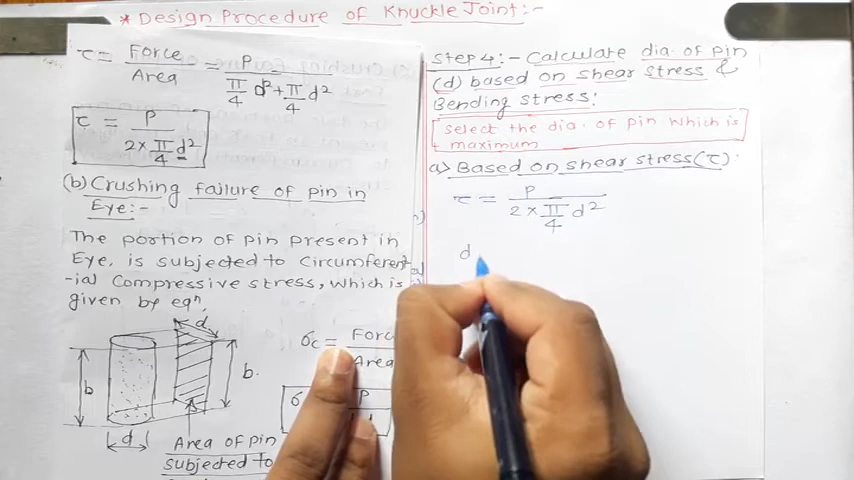 * Design Procedure of Knuckle Joint:-
τ = Force / Area = P / π/4 d² + π/4 d²
τ = P / 2 × π/4 d²
(b) Crushing failure of pin in
Eye:-
The portion of pin present in
Eye, is subjected to Circumferent
-ial Compressive stress, which is
given by eqⁿ,
d
b
b.
d
σc = Force / Area
σ P
d
Area of pin
subjected to
Step 4:- Calculate dia. of pin
(d) based on shear stress &
Bending stress:
Select the dia. of pin which is
maximum
a) Based on shear stress (τ):
τ = P / 2 × π/4 d²
d